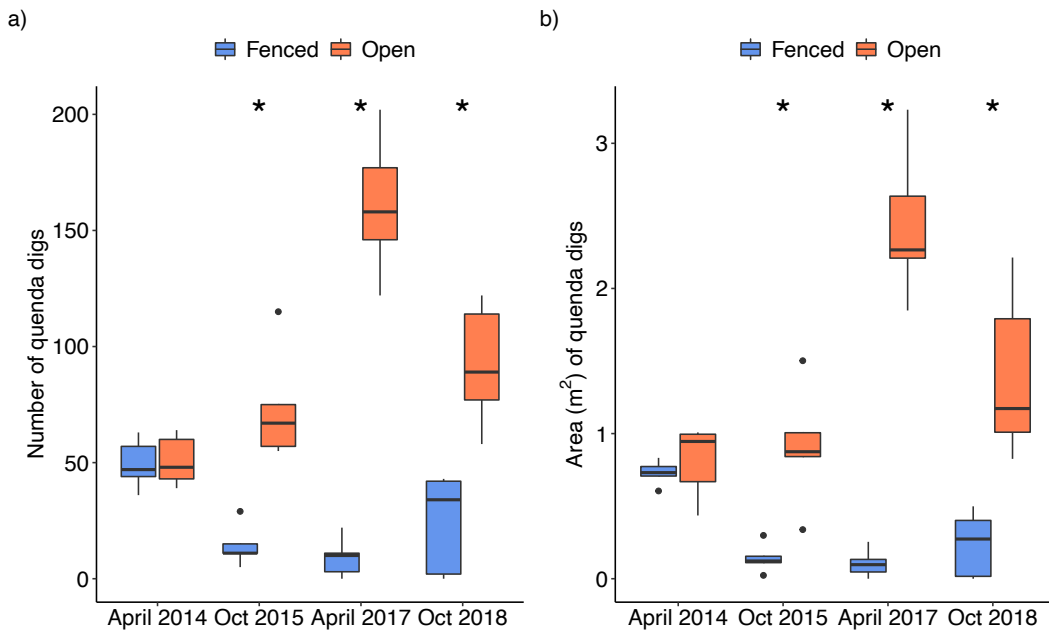 a)
Fenced Open
Number of quenda digs
200
150
100
50
0
* * *
April 2014 Oct 2015 April 2017 Oct 2018
b)
Fenced Open
Area (m²) of quenda digs
3
2
1
0
* * *
April 2014 Oct 2015 April 2017 Oct 2018